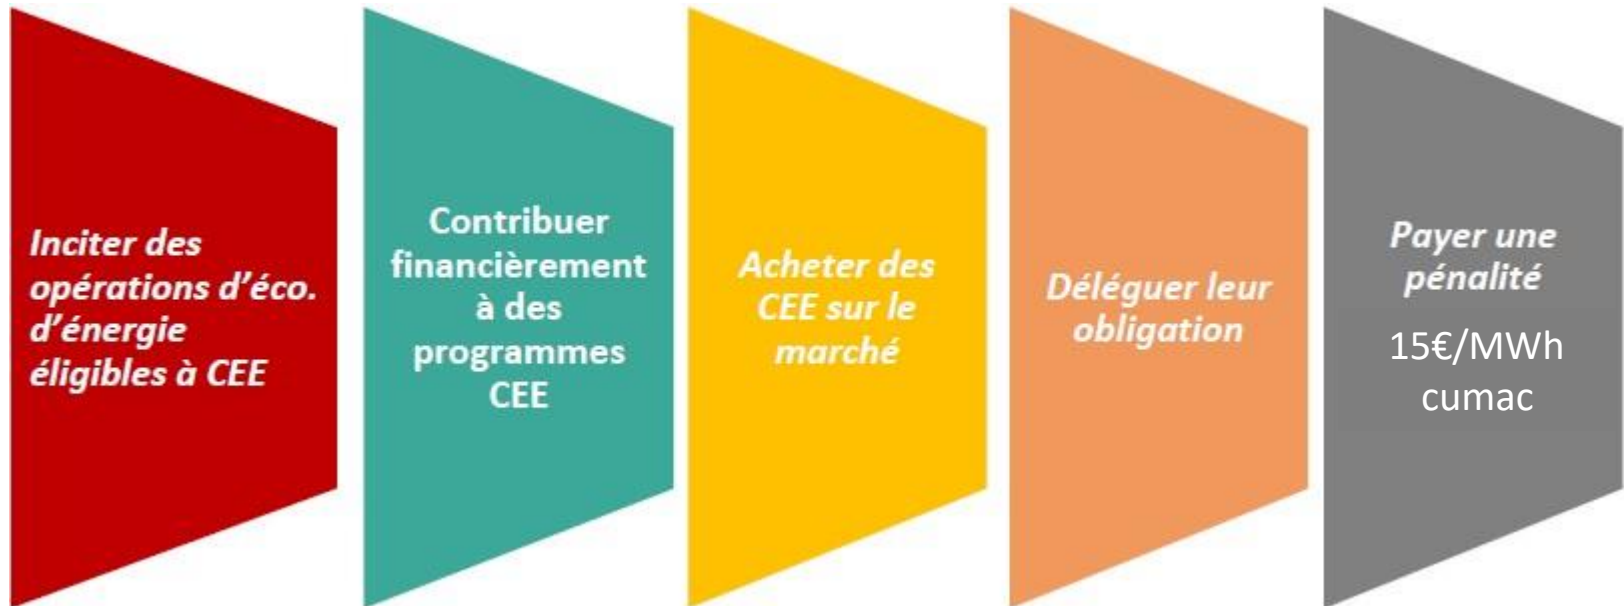 Inciter des
opérations d’éco.
d’énergie
éligibles à CEE
Contribuer
financièrement
à des
programmes
CEE
Acheter des
CEE sur le
marché
Déléguer leur
obligation
Payer une
pénalité
15€/MWh
cumac